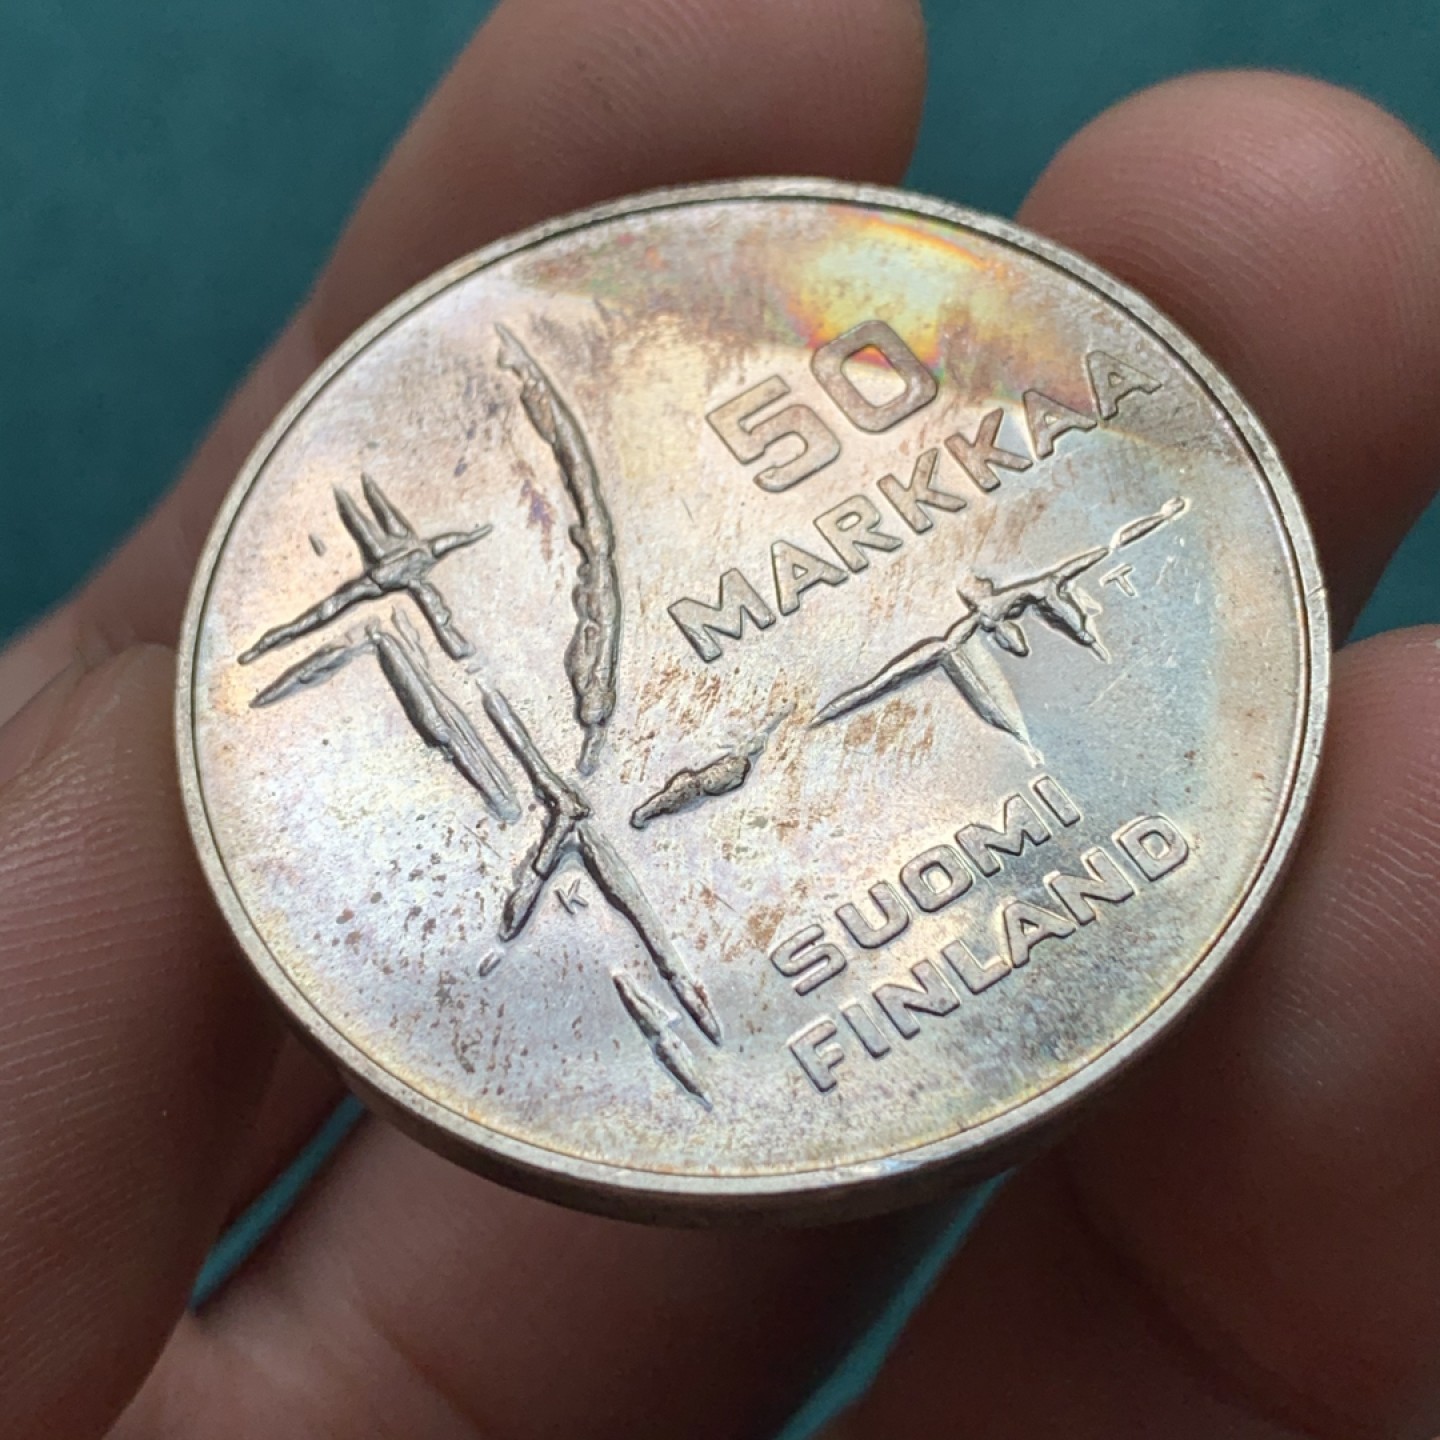 50
MARKKAA
T
K
SUOMI
FINLAND